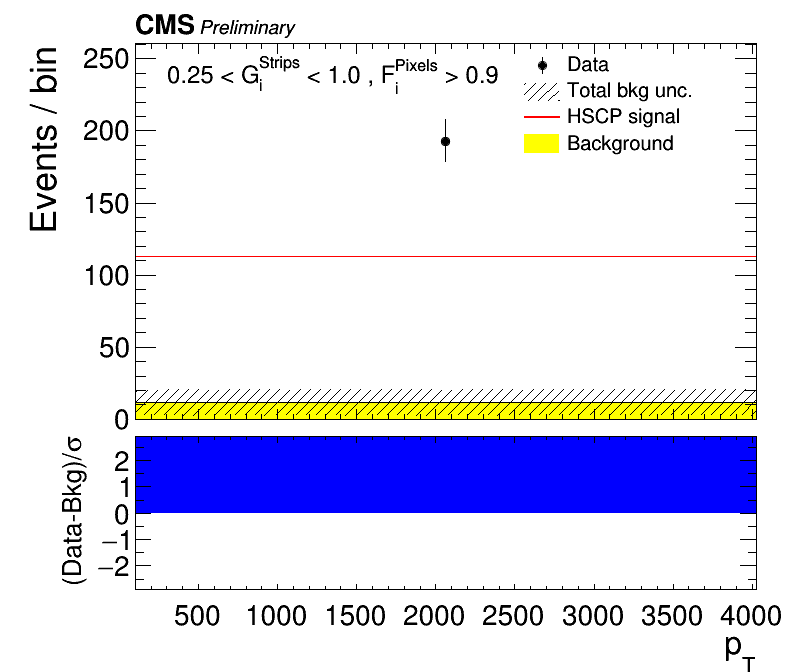 CMS Preliminary
Events / bin
250
200
150
100
50
0
0.25 < G_i^Strips < 1.0 , F_i^Pixels > 0.9
Data
Total bkg unc.
HSCP signal
Background
(Data-Bkg)/σ
2
1
0
−1
−2
500 1000 1500 2000 2500 3000 3500 4000
p_T